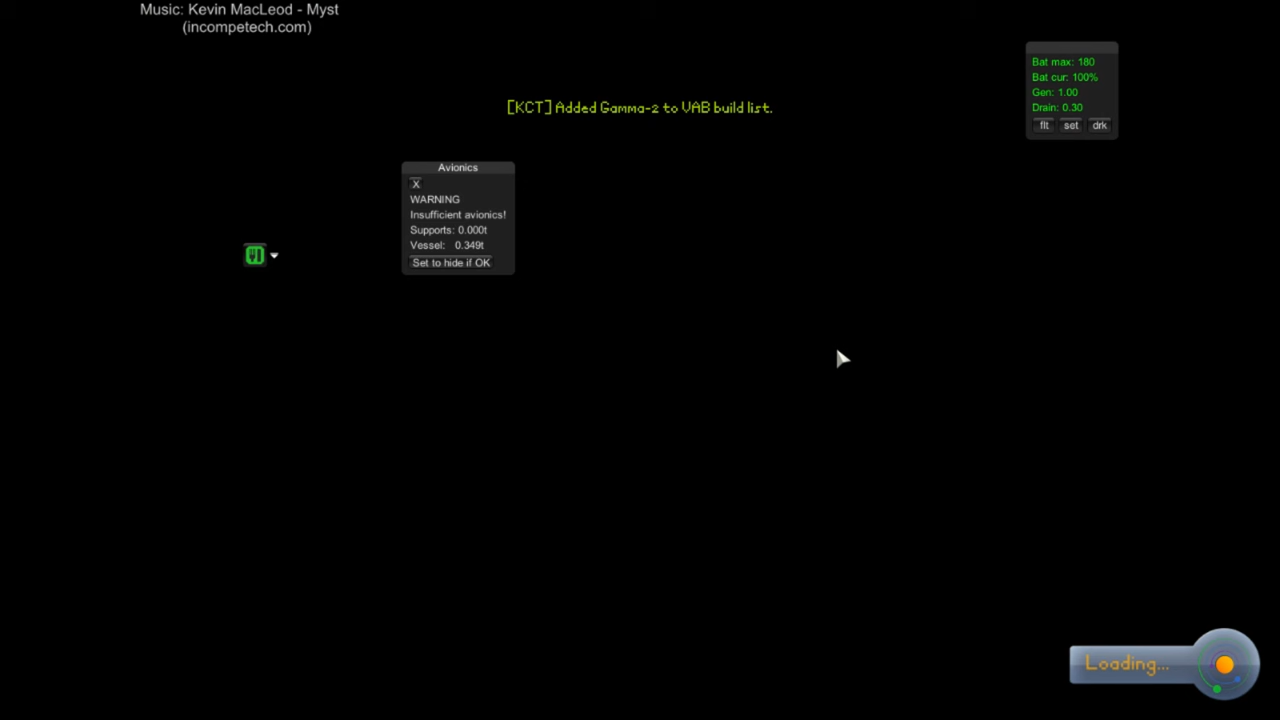 Music: Kevin MacLeod - Myst
(incompetech.com)
Bat max: 180
Bat cur: 100%
Gen: 1.00
Drain: 0.30
flt set drk
[KCT] Added Gamma-2 to VAB build list.
Avionics
X
WARNING
Insufficient avionics!
Supports: 0.000t
Vessel: 0.349t
Set to hide if OK
Loading...